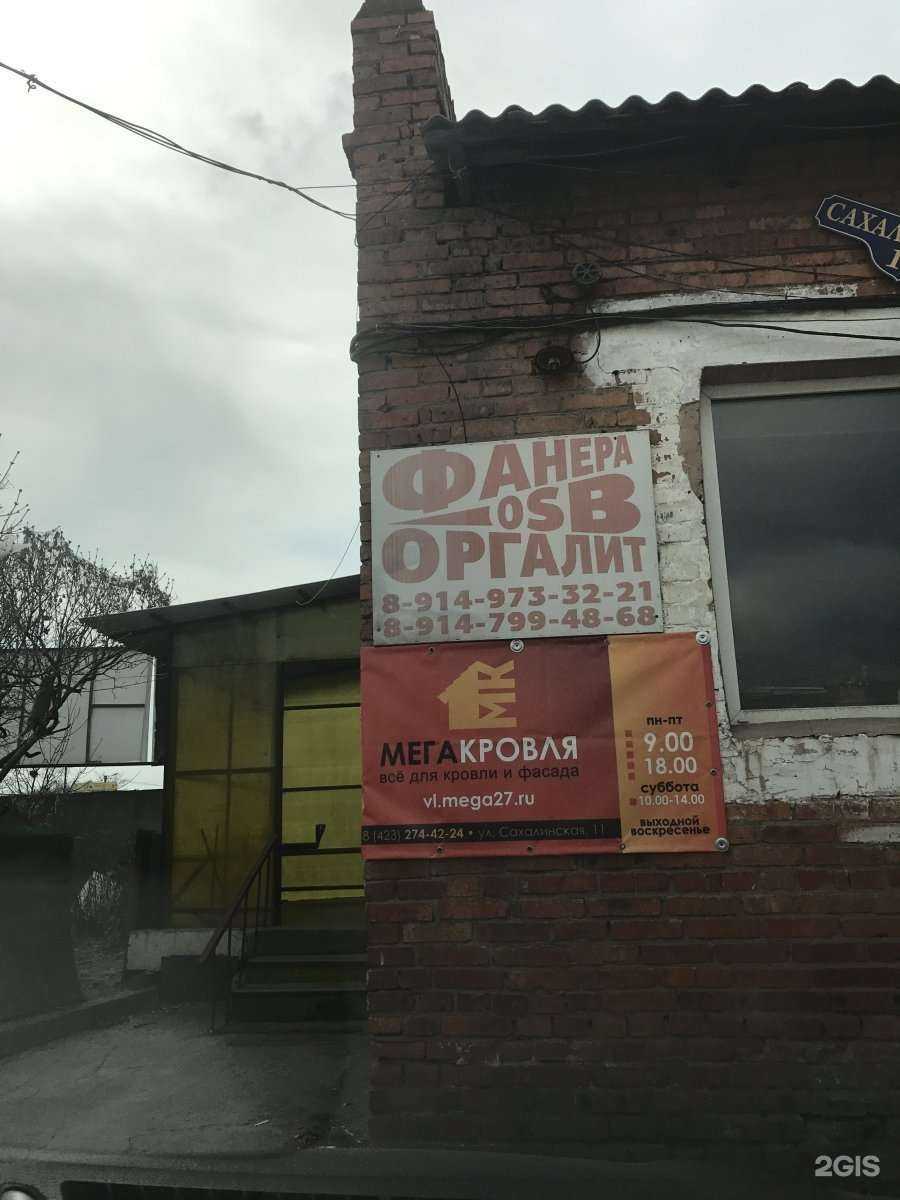 ФАНЕРА
OSB
ОРГАЛИТ
8-914-973-32-21
8-914-799-48-68
MR
МЕГАКРОВЛЯ
всё для кровли и фасада
vl.mega27.ru
8 (423) 274-42-24 • ул. Сахалинская, 11
пн-пт
9.00
18.00
суббота
10.00-14.00
выходной
воскресенье
САХАЛ
2GIS